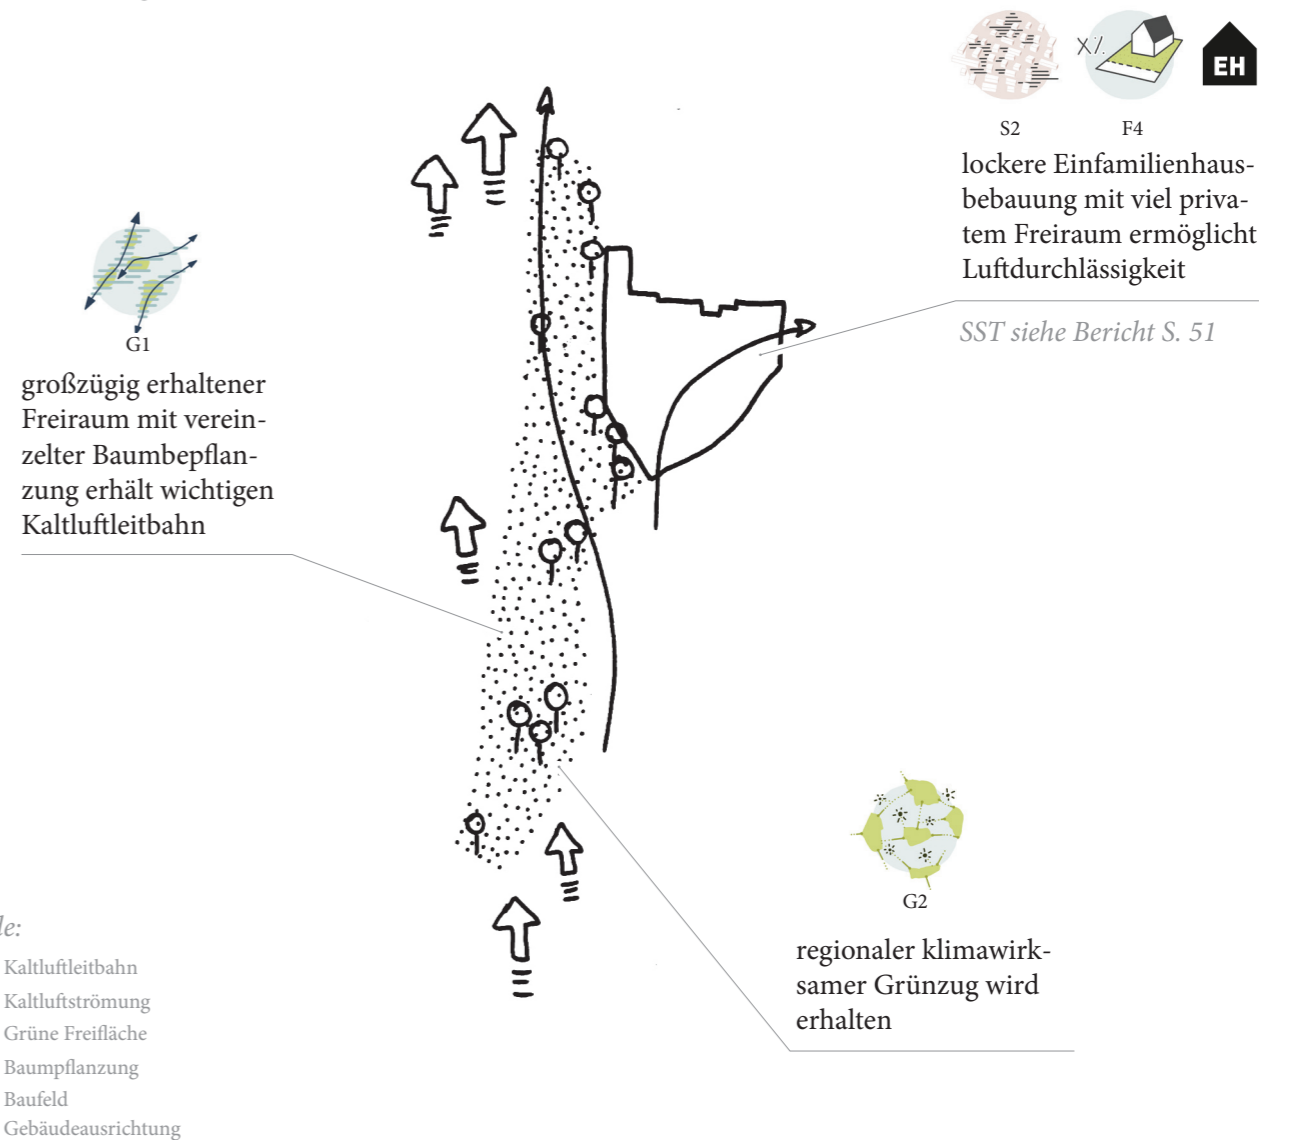 X%
EH
S2
F4
lockere Einfamilienhaus-
bebauung mit viel priva-
tem Freiraum ermöglicht
Luftdurchlässigkeit
SST siehe Bericht S. 51
G1
großzügig erhaltener
Freiraum mit verein-
zelter Baumbepflan-
zung erhält wichtigen
Kaltluftleitbahn
G2
regionaler klimawirk-
samer Grünzug wird
erhalten
le:
Kaltluftleitbahn
Kaltluftströmung
Grüne Freifläche
Baumpflanzung
Baufeld
Gebäudeausrichtung